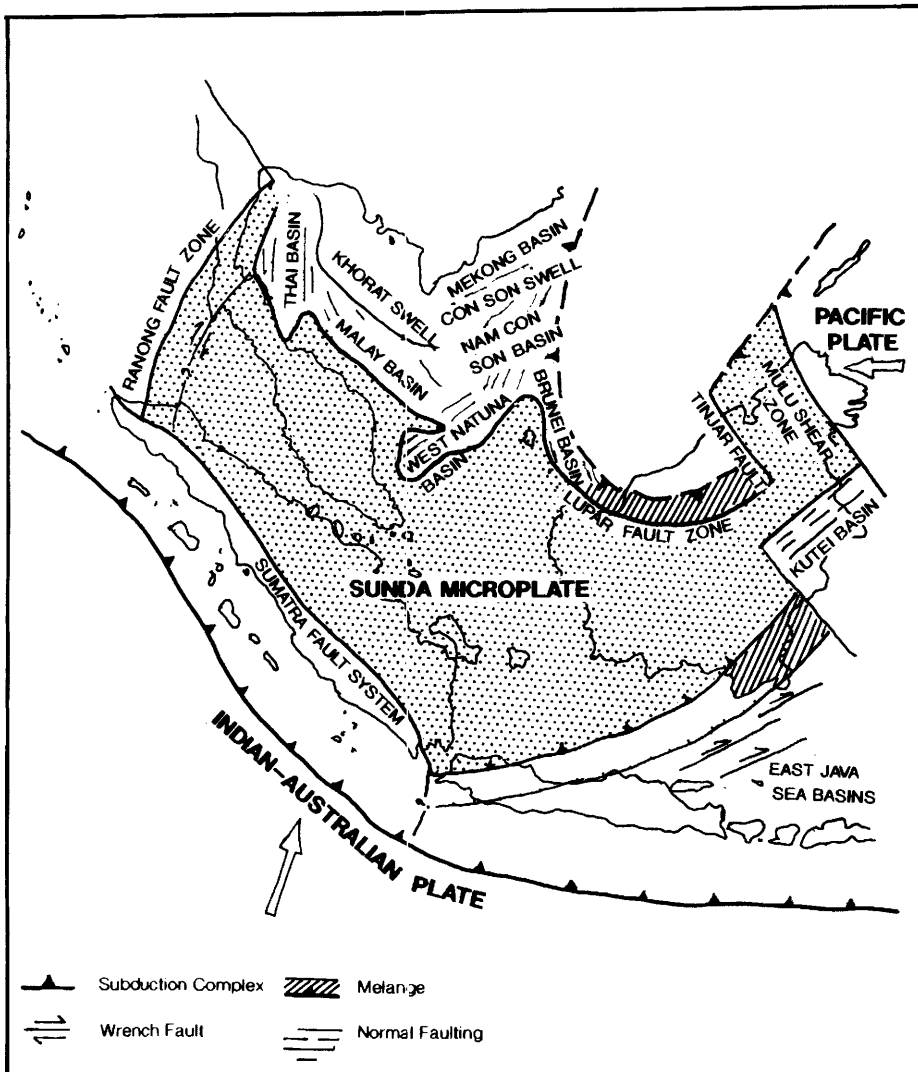 RANONG FAULT ZONE
THAI BASIN
KHORAT SWELL
MALAY BASIN
MEKONG BASIN
CON SON SWELL
NAM CON
SON BASIN
WEST NATUNA
BASIN
BRUNEI BASIN
LUPAR FAULT ZONE
TINJAR FAULT
MULU SHEAR
ZONE
PACIFIC
PLATE
KUTEI BASIN
SUNDA MICROPLATE
SUMATRA FAULT SYSTEM
INDIAN-AUSTRALIAN PLATE
EAST JAVA
SEA BASINS
Subduction Complex
Melange
Wrench Fault
Normal Faulting